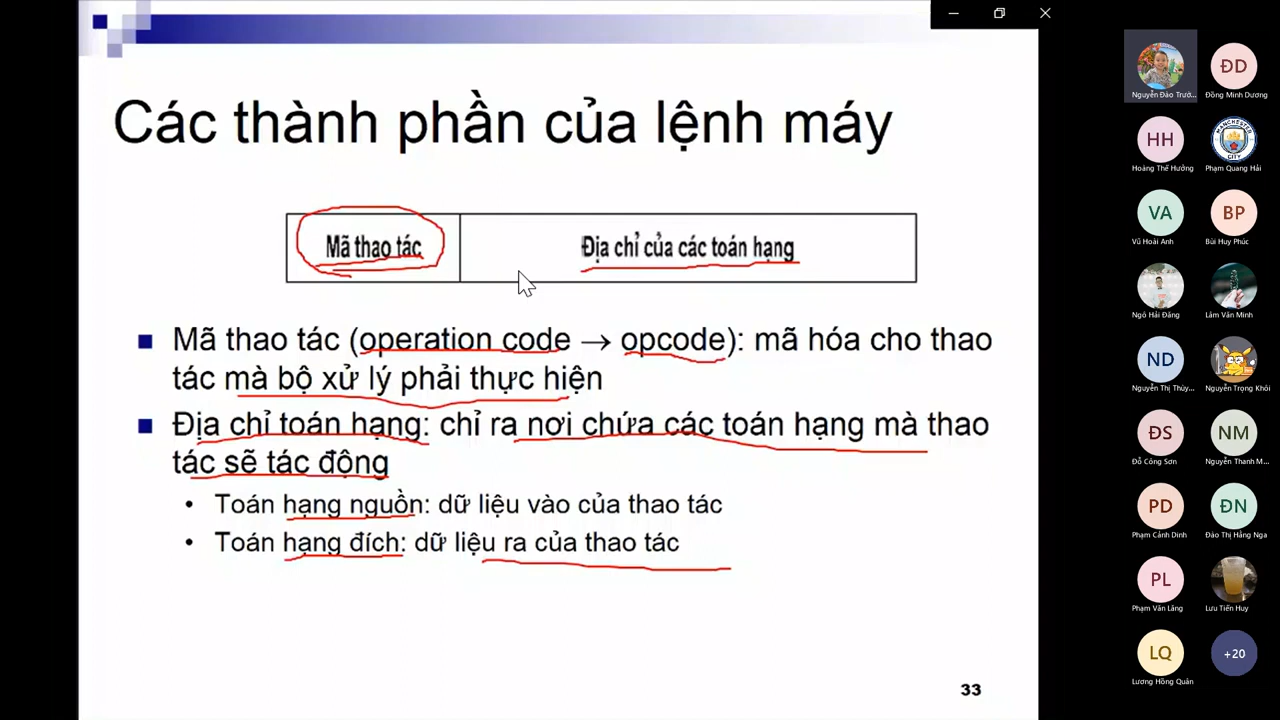 Các thành phần của lệnh máy
Mã thao tác
Địa chỉ của các toán hạng
Mã thao tác (operation code → opcode): mã hóa cho thao
tác mà bộ xử lý phải thực hiện
Địa chỉ toán hạng: chỉ ra nơi chứa các toán hạng mà thao
tác sẽ tác động
• Toán hạng nguồn: dữ liệu vào của thao tác
• Toán hạng đích: dữ liệu ra của thao tác
33
Nguyễn Đào Trườ...
ĐD
Đồng Minh Dương
HH
Hoàng Thế Hưởng
MANCHESTER
CITY
Phạm Quang Hải
VA
Vũ Hoài Anh
BP
Bùi Huy Phúc
Ngô Hải Đăng
Lâm Văn Minh
ND
Nguyễn Thị Thùy...
Nguyễn Trọng Khôi
ĐS
Đỗ Công Sơn
NM
Nguyễn Thanh M...
PD
Phạm Cảnh Dinh
ĐN
Đào Thị Hằng Nga
PL
Phạm Văn Lăng
Lưu Tiến Huy
LQ
Lương Hồng Quân
+20